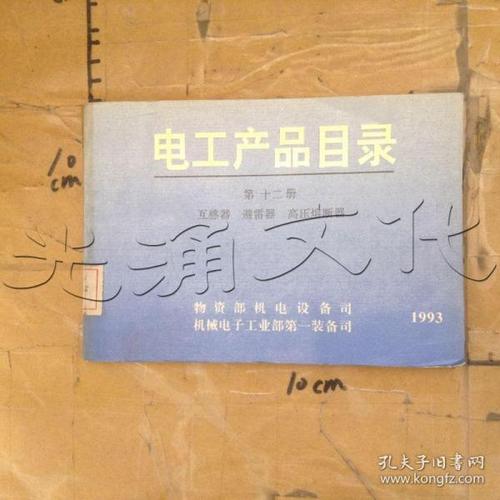 电工产品目录
第十二册
互感器 避雷器 高压熔断器
光涌文化
物资部机电设备司
机械电子工业部第一装备司
1993
10
cm
10cm
孔夫子旧书网
www.kongfz.com